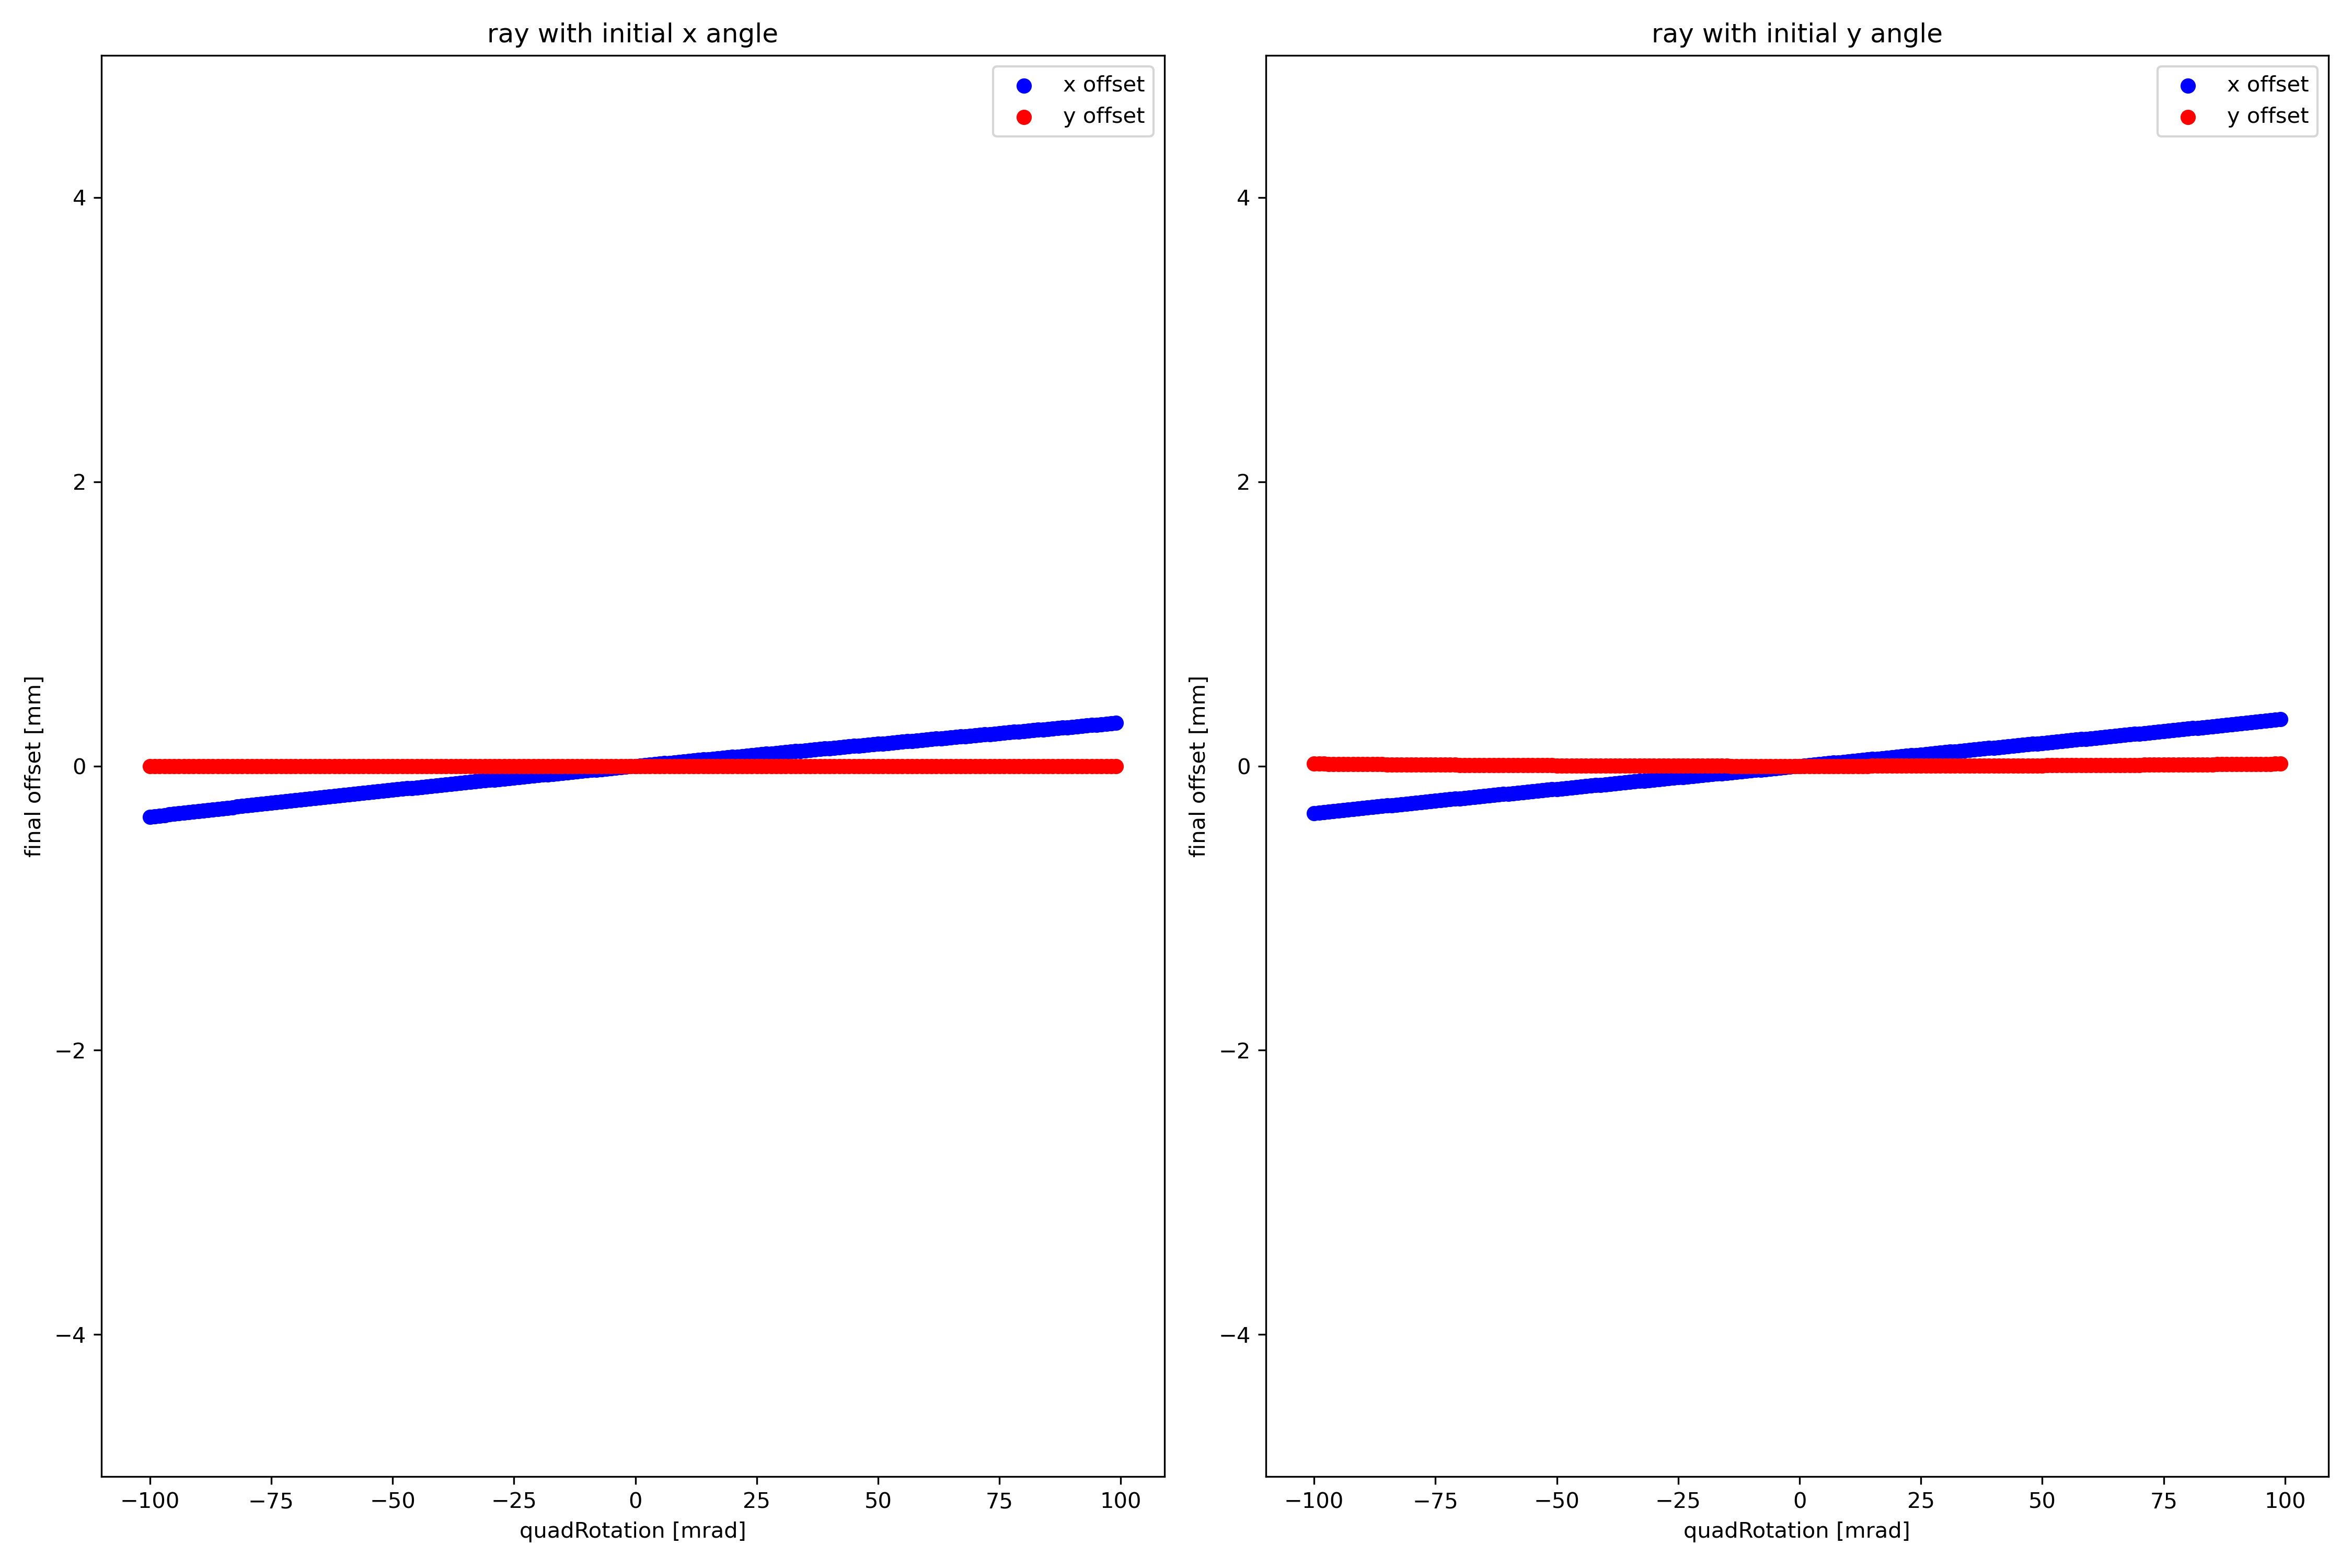 ray with initial x angle
x offset
y offset
4
2
0
−2
−4
final offset [mm]
−100 −75 −50 −25 0 25 50 75 100
quadRotation [mrad]
ray with initial y angle
x offset
y offset
4
2
0
−2
−4
final offset [mm]
−100 −75 −50 −25 0 25 50 75 100
quadRotation [mrad]